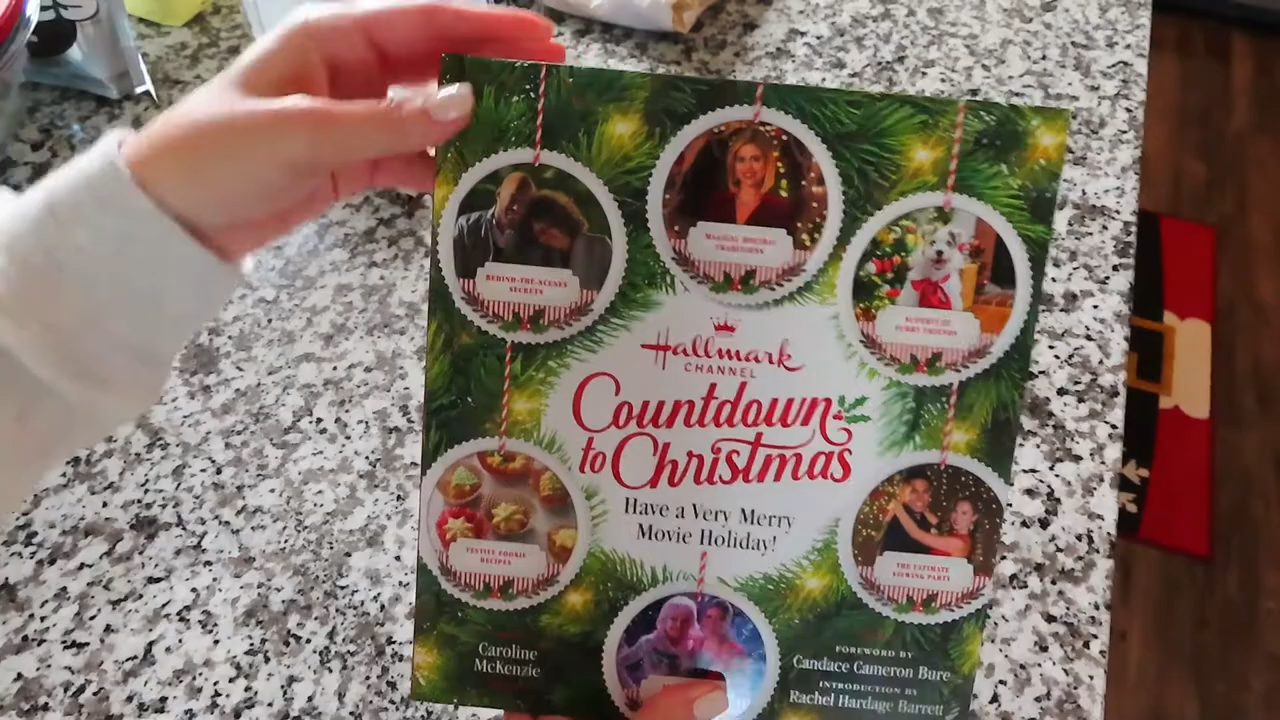 es
MAGICAL HOLIDAY
TRADITIONS
BEHIND-THE-SCENES
SECRETS
FURRY FRIENDS
Hallmark
CHANNEL
Countdown
to Christmas
Have a Very Merry
Movie Holiday!
FESTIVE COOKIE
RECIPES
THE ULTIMATE
VIEWING PARTY
Caroline
McKenzie
FOREWORD BY
Candace Cameron Bure
INTRODUCTION BY
Rachel Hardage Barrett